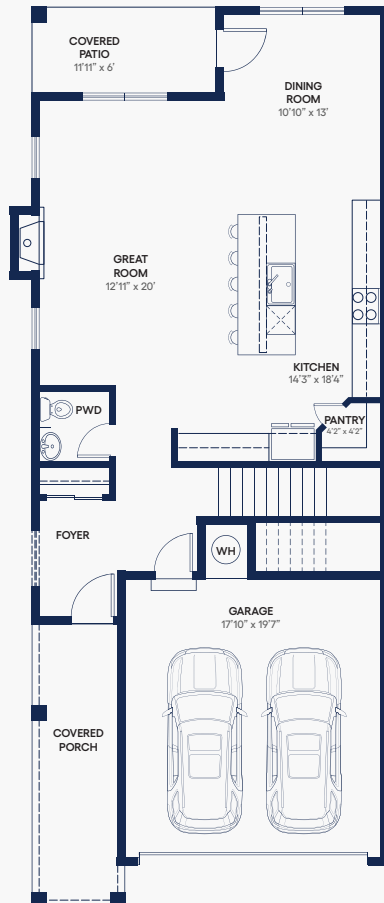 COVERED
PATIO
11'11" x 6'
DINING
ROOM
10'10" x 13'
GREAT
ROOM
12'11" x 20'
KITCHEN
14'3" x 18'4"
PWD
PANTRY
4'2" x 4'2"
FOYER
WH
GARAGE
17'10" x 19'7"
COVERED
PORCH